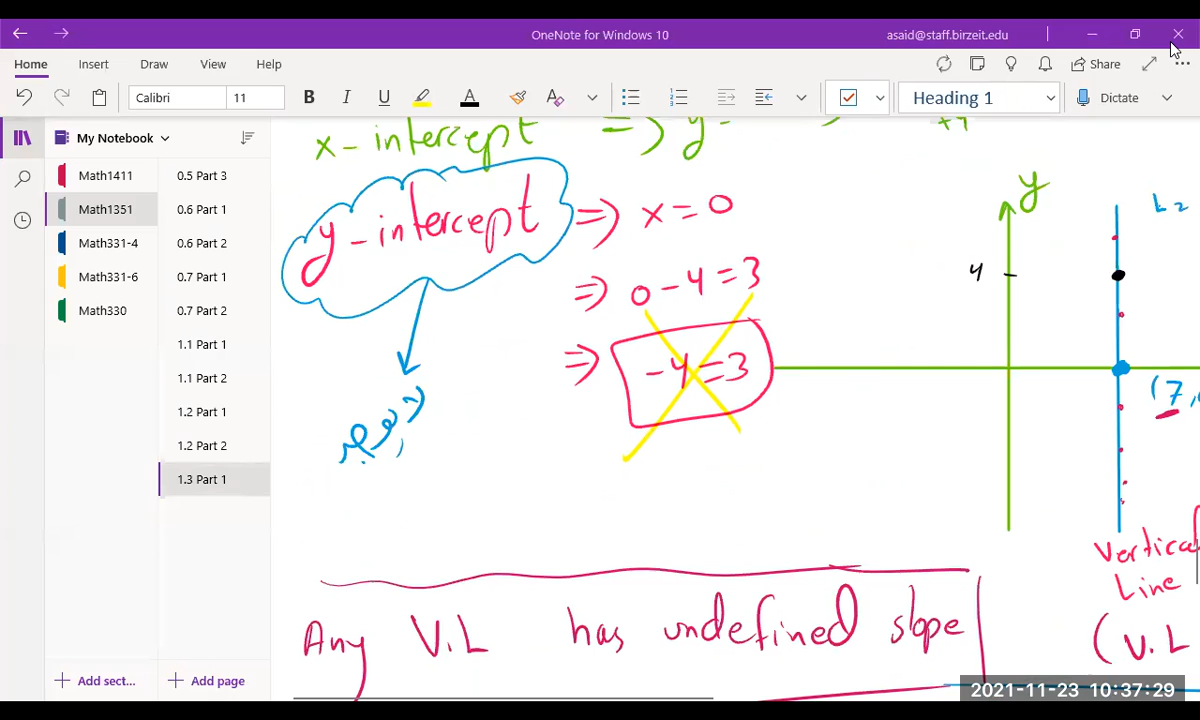 OneNote for Windows 10
asaid@staff.birzeit.edu
Home Insert Draw View Help
Share
Calibri 11 B I U A Heading 1 Dictate
My Notebook
Math1411
Math1351
Math331-4
Math331-6
Math330
0.5 Part 3
0.6 Part 1
0.6 Part 2
0.7 Part 1
0.7 Part 2
1.1 Part 1
1.1 Part 2
1.2 Part 1
1.2 Part 2
1.3 Part 1
Add sect...
Add page
x-intercept => y=
y-intercept => x = 0
=> 0 - 4 = 3
=> -4 = 3
y
L2
4
(7,
Vertical
Line
(V.L
Any V.L has undefined slope
2021-11-23 10:37:29